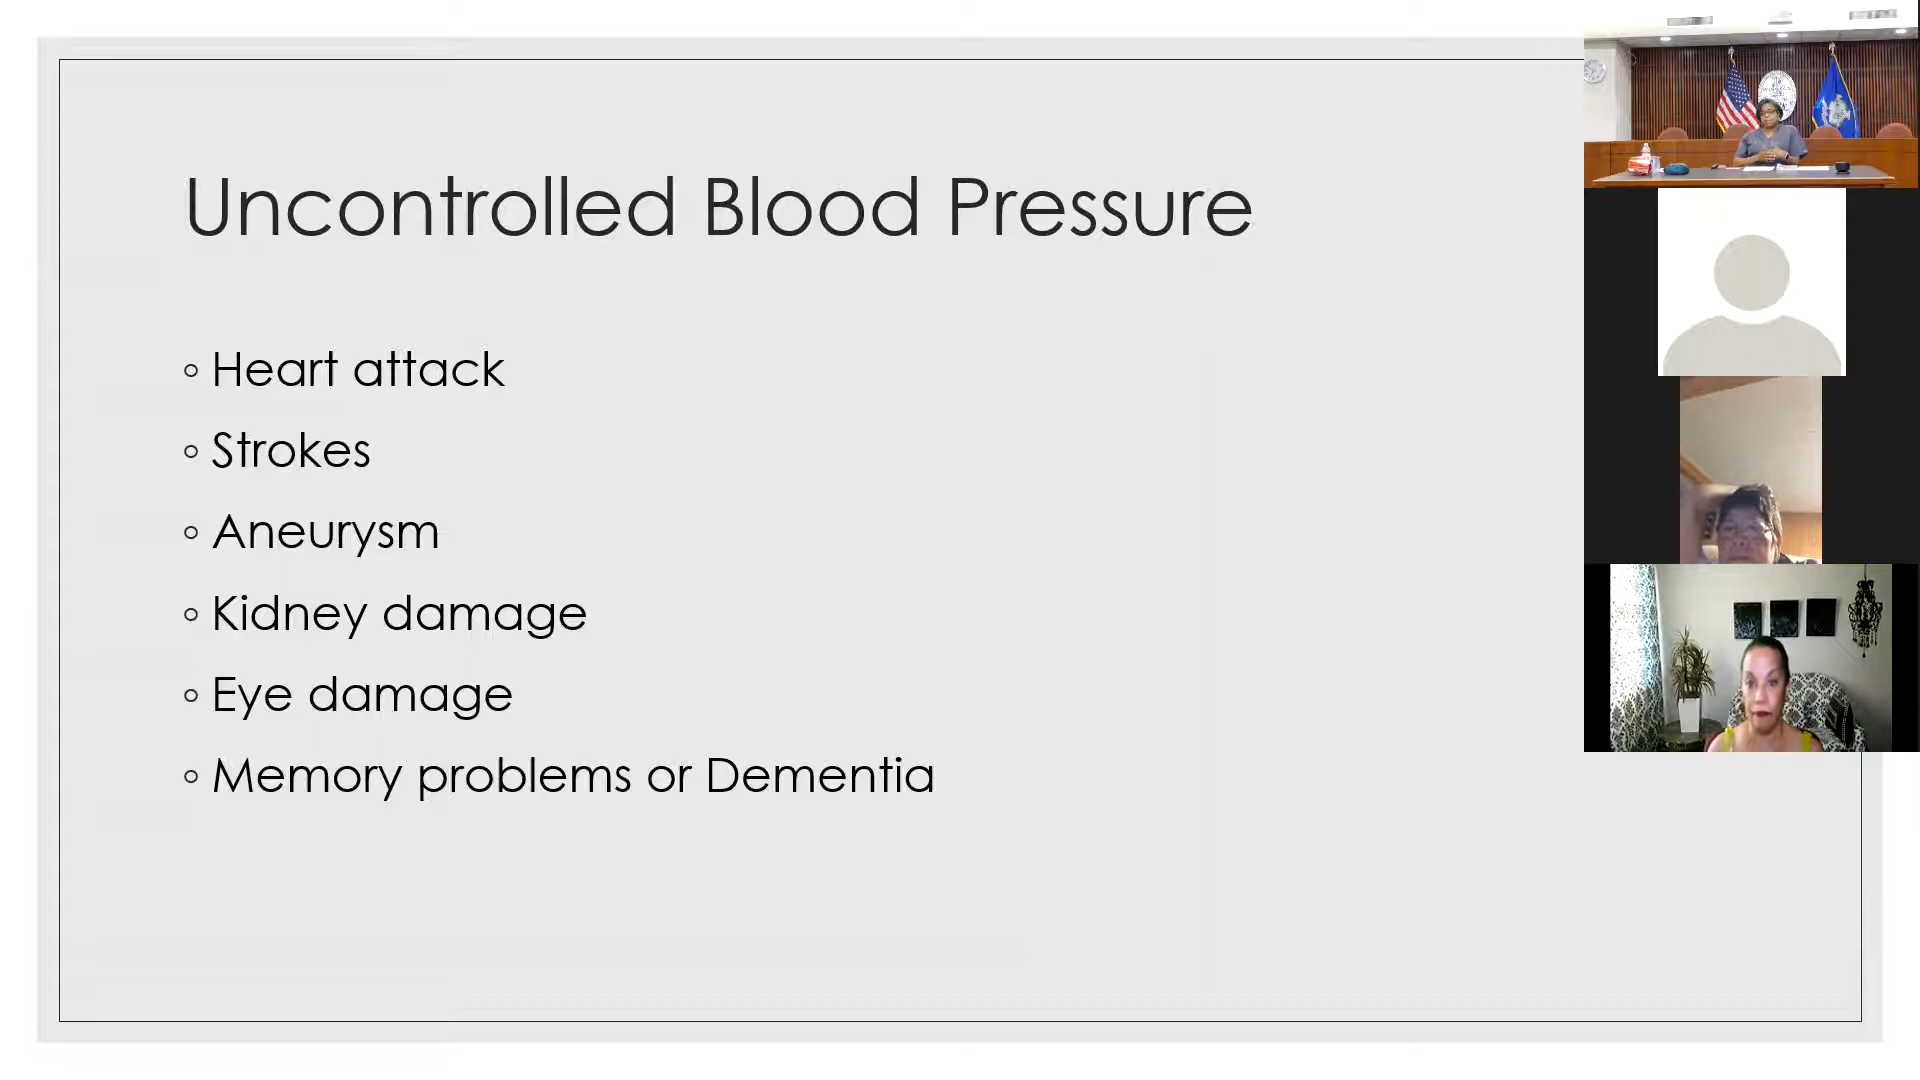 Uncontrolled Blood Pressure
◦ Heart attack
◦ Strokes
◦ Aneurysm
◦ Kidney damage
◦ Eye damage
◦ Memory problems or Dementia